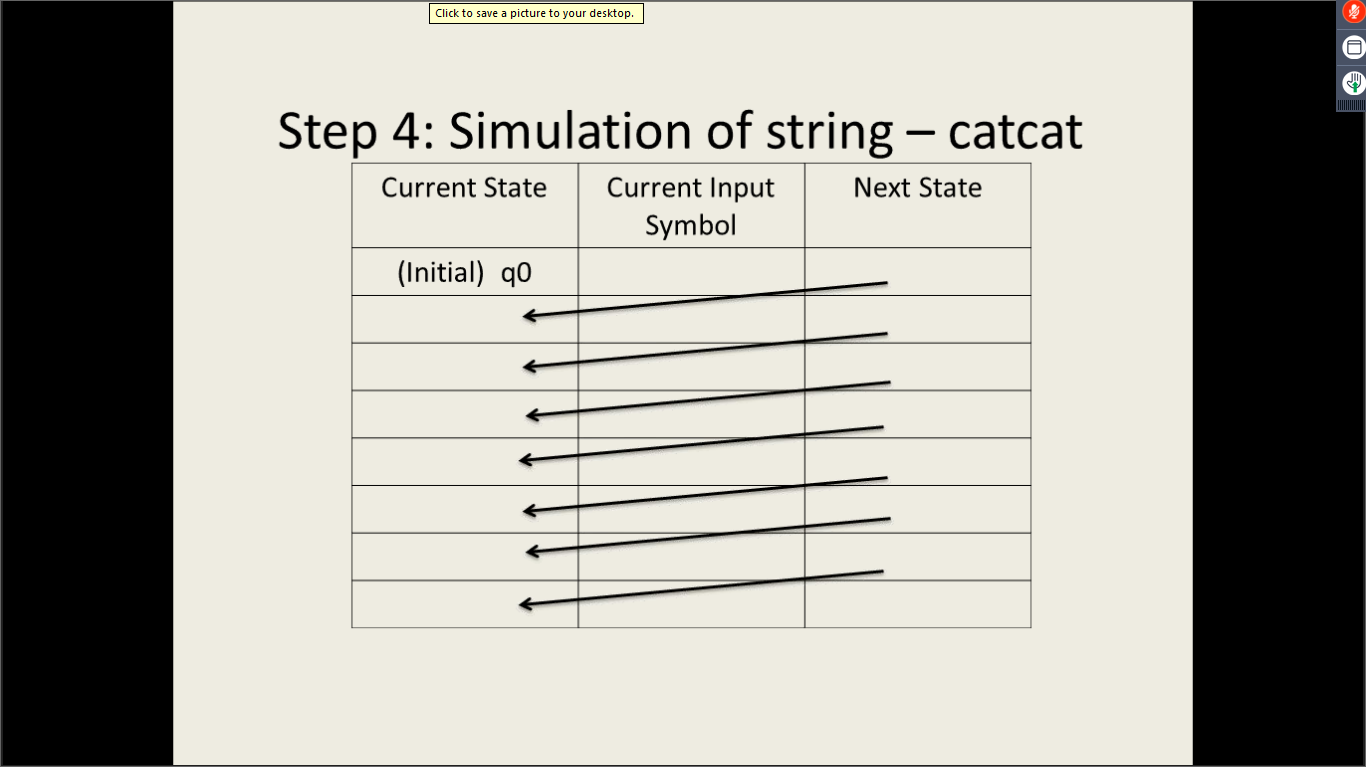 Click to save a picture to your desktop.
Step 4: Simulation of string – catcat
Current State
Current Input
Symbol
Next State
(Initial) q0